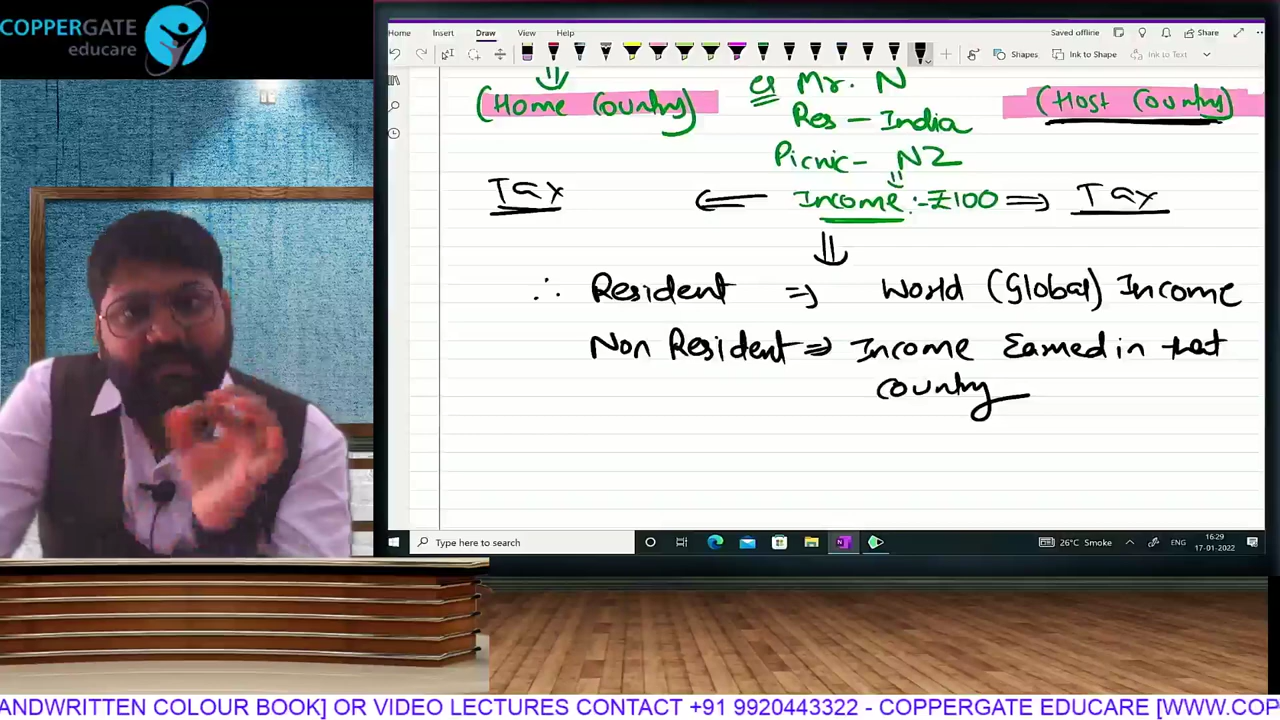 COPPERGATE
educare
Home Insert Draw View Help
Saved offline
Share
Shapes
Ink to Shape
Ink to Text
(Home Country)
eg Mr. N
(Host Country)
Res - India
Picnic - NZ
Tax
Income :- ₹100
Tax
∴ Resident ⇒ World (Global) Income
Non Resident ⇒ Income Earned in that
country
Type here to search
26°C Smoke
ENG
16:29
17-01-2022
ANDWRITTEN COLOUR BOOK] OR VIDEO LECTURES CONTACT +91 9920443322 - COPPERGATE EDUCARE [WWW.COP